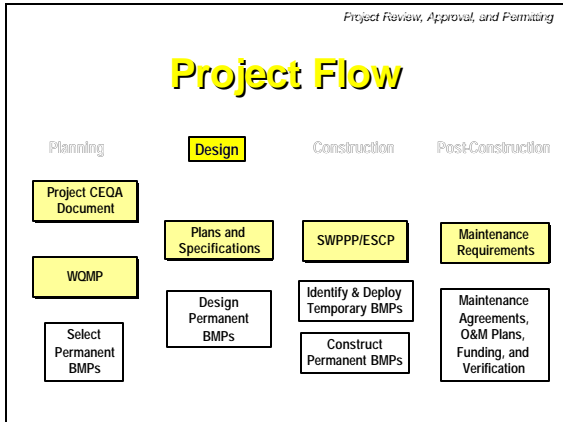 Project Review, Approval, and Permitting
Project Flow
Planning
Design
Construction
Post-Construction
Project CEQA
Document
WQMP
Select
Permanent
BMPs
Plans and
Specifications
Design
Permanent
BMPs
SWPPP/ESCP
Identify & Deploy
Temporary BMPs
Construct
Permanent BMPs
Maintenance
Requirements
Maintenance
Agreements,
O&M Plans,
Funding, and
Verification